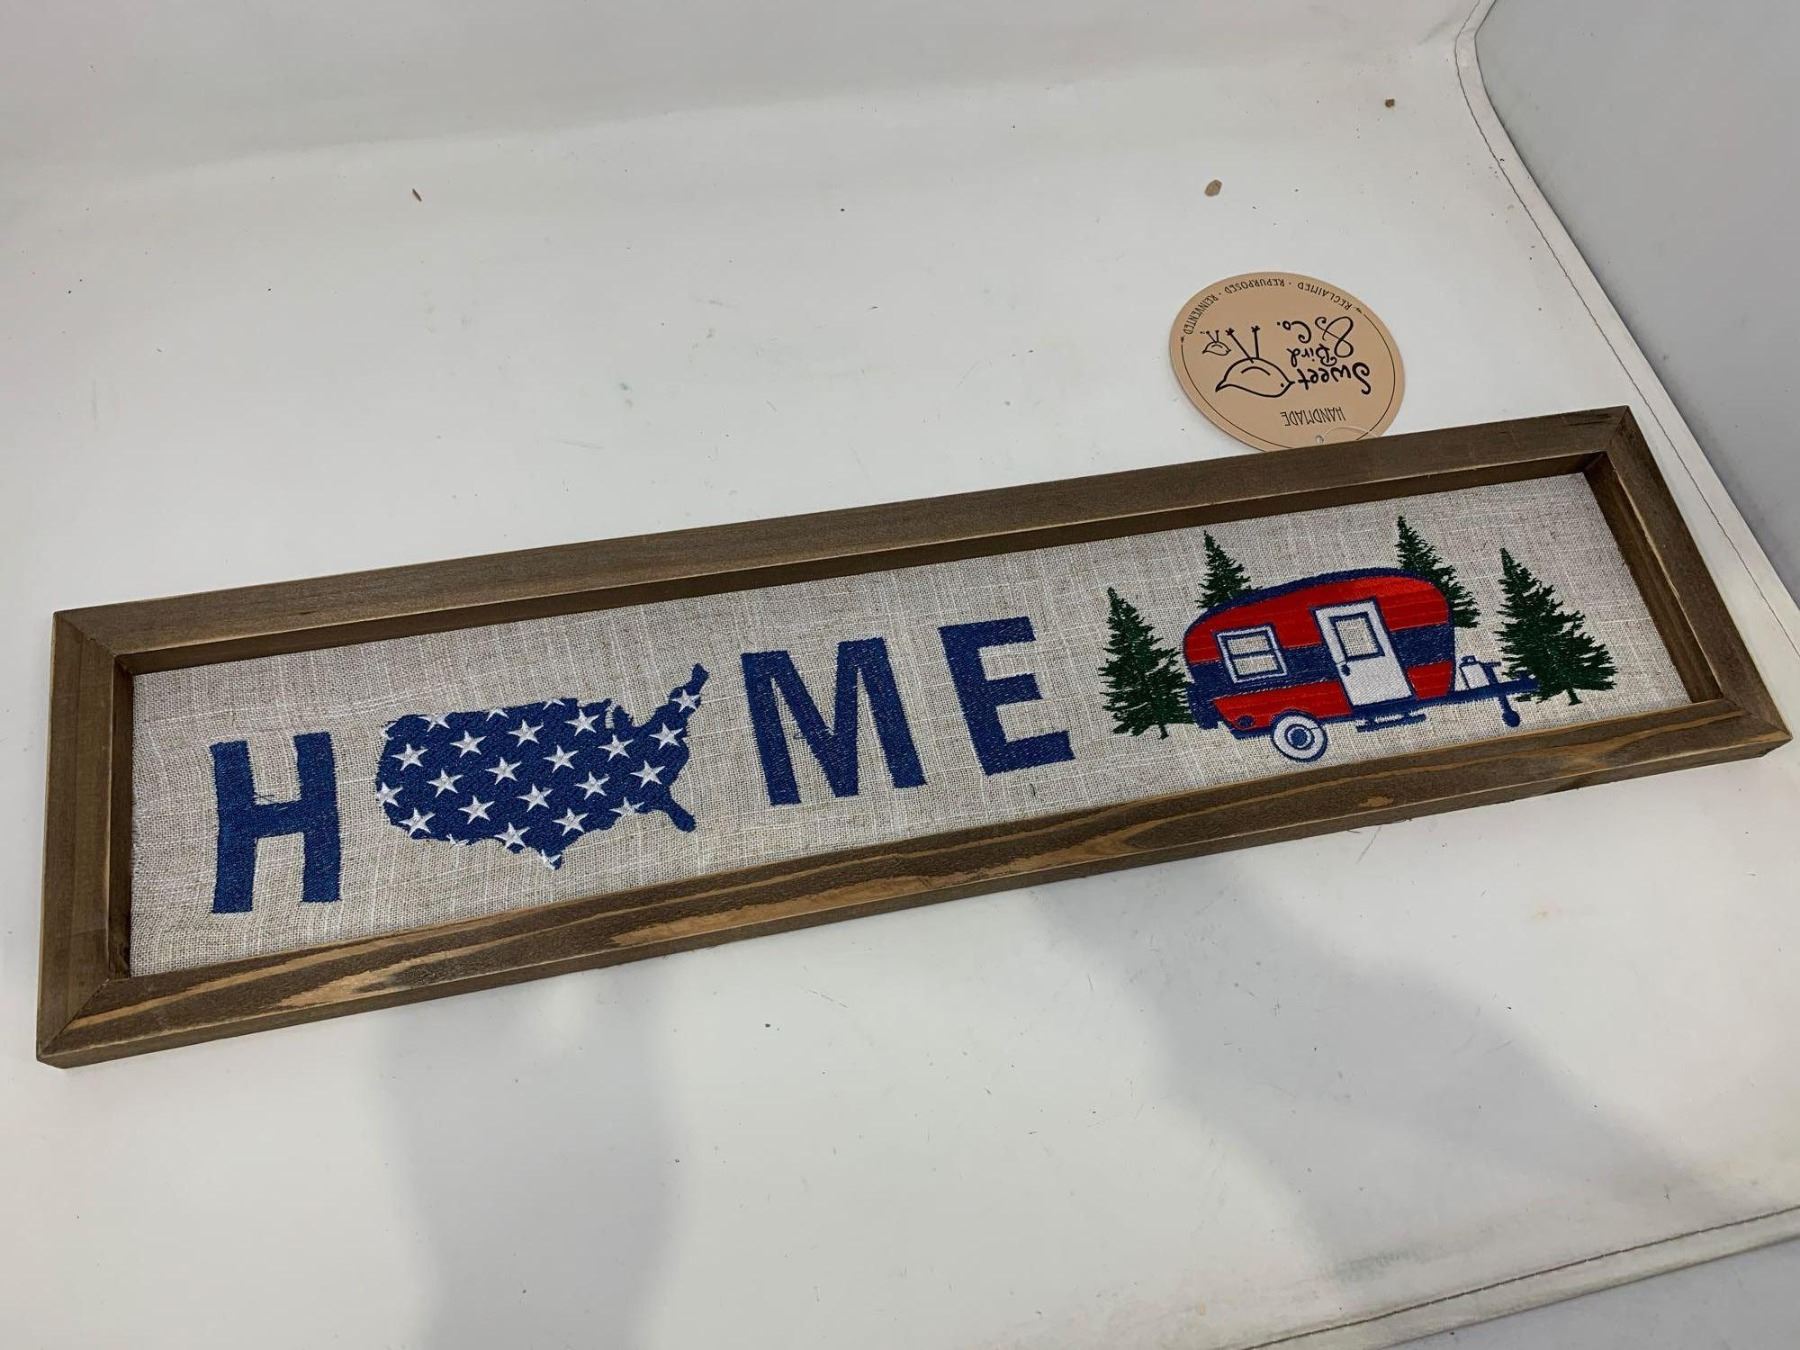 H ME
HANDMADE
Sweet
Bird
& Co.
RECLAIMED · REPURPOSED · REINVENTED